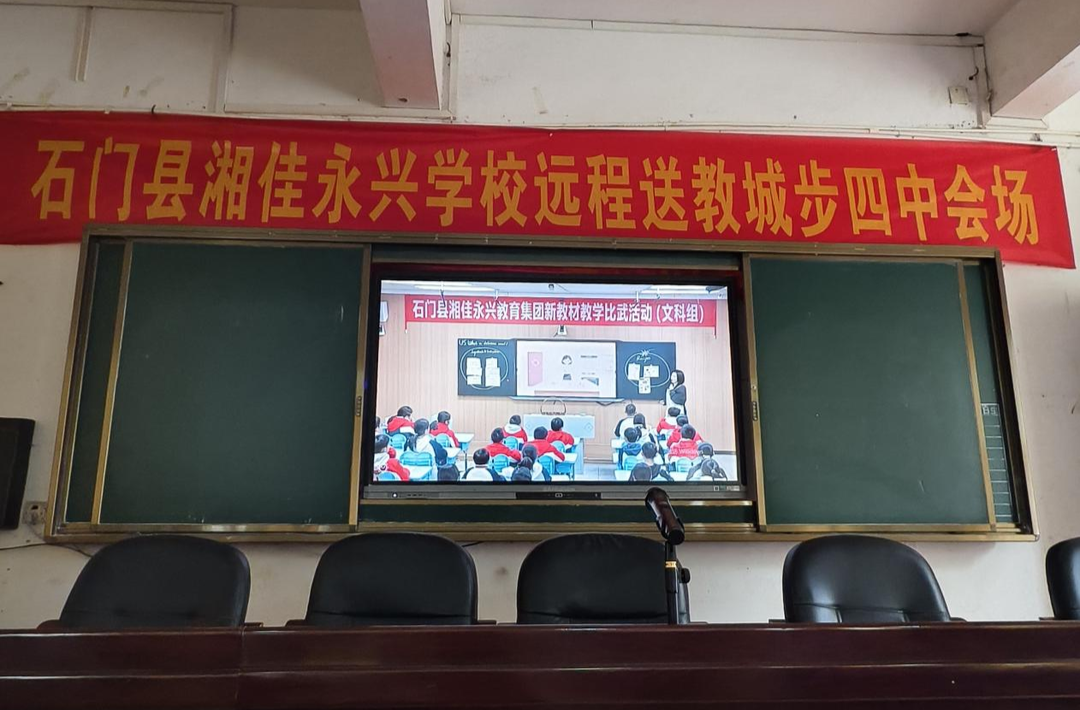 石门县湘佳永兴学校远程送教城步四中会场
石门县湘佳永兴教育集团新教材教学比武活动（文科组）